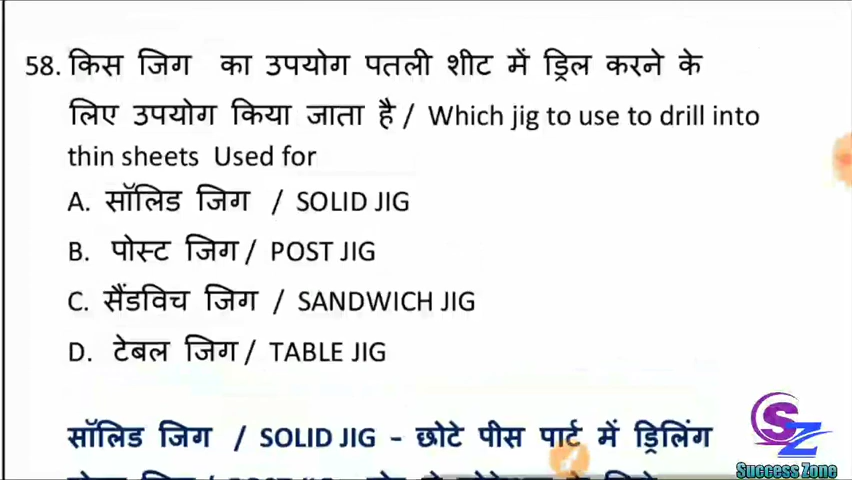 58. किस जिग का उपयोग पतली शीट में ड्रिल करने के
लिए उपयोग किया जाता है / Which jig to use to drill into
thin sheets Used for
A. सॉलिड जिग / SOLID JIG
B. पोस्ट जिग / POST JIG
C. सैंडविच जिग / SANDWICH JIG
D. टेबल जिग / TABLE JIG
सॉलिड जिग / SOLID JIG - छोटे पीस पार्ट में ड्रिलिंग
SZ
Success Zone